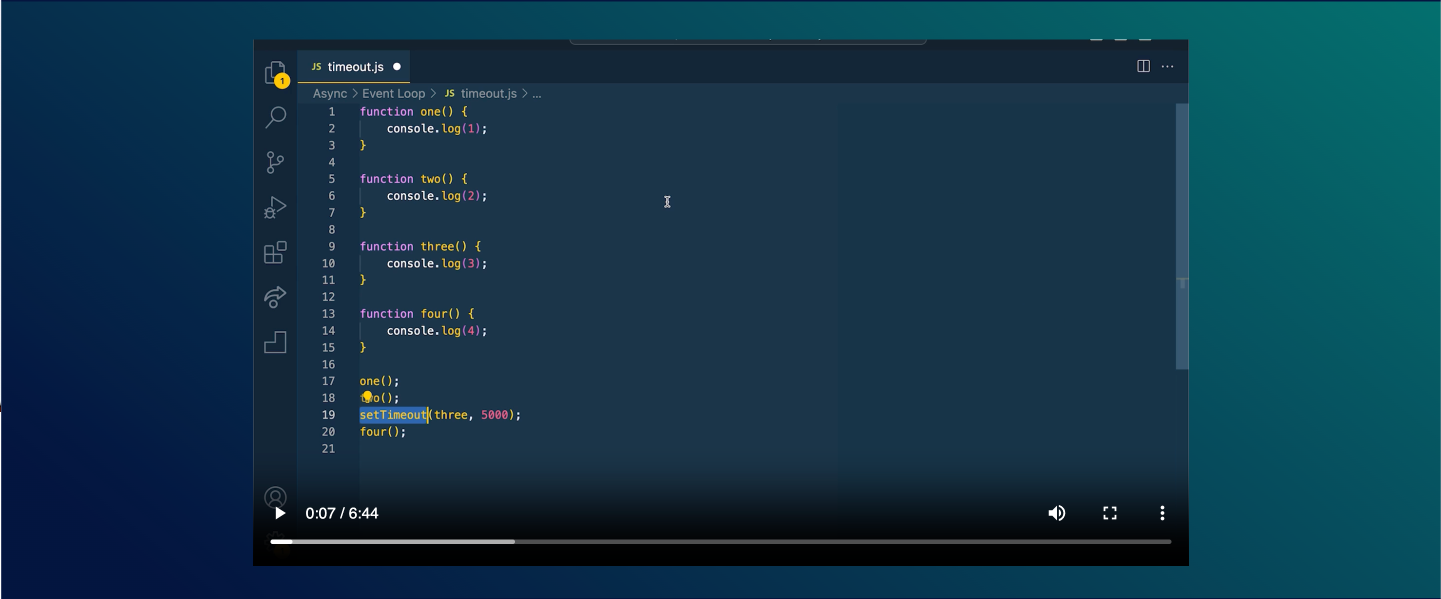 JS timeout.js
1
Async > Event Loop > JS timeout.js > ...
1 function one() {
2 console.log(1);
3 }
4
5 function two() {
6 console.log(2);
7 }
8
9 function three() {
10 console.log(3);
11 }
12
13 function four() {
14 console.log(4);
15 }
16
17 one();
18 two();
19 setTimeout(three, 5000);
20 four();
21
0:07 / 6:44